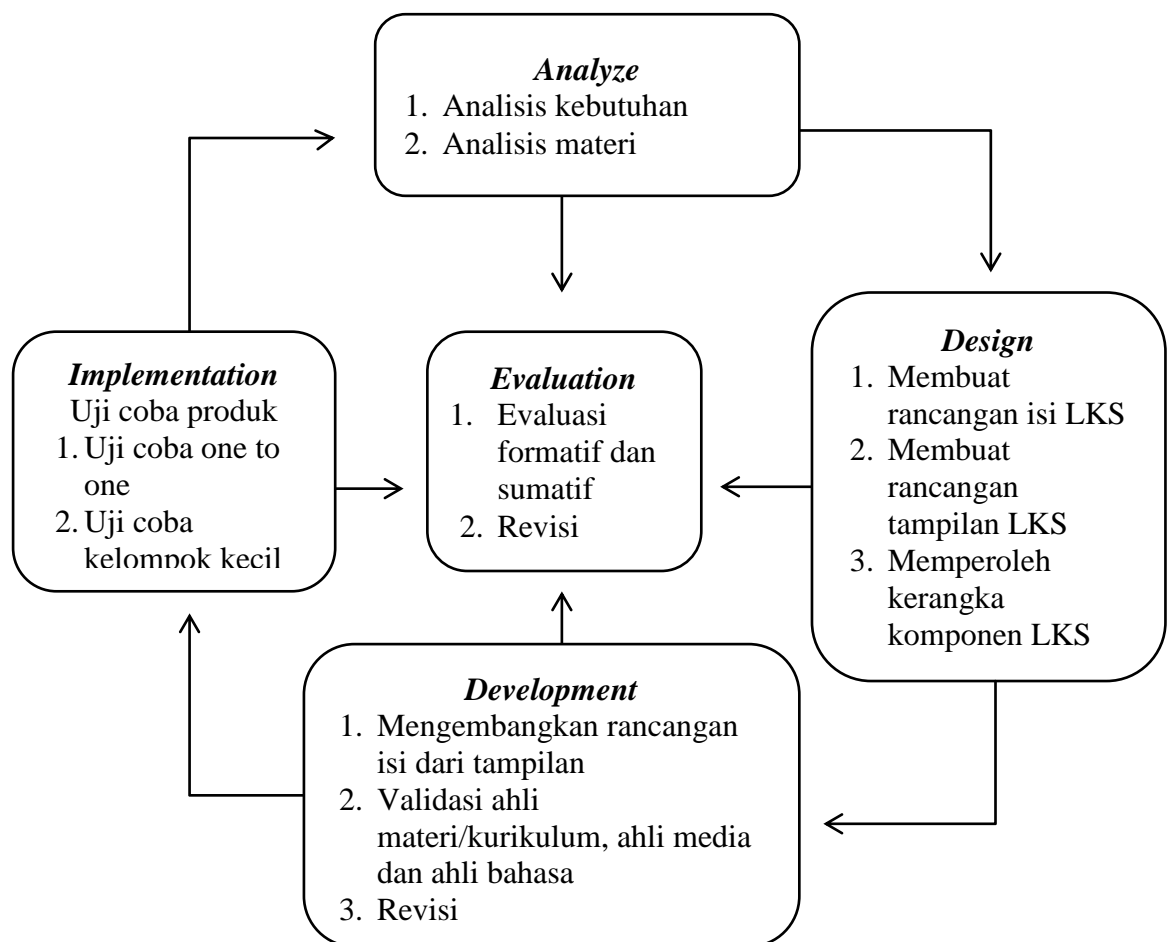 Analyze
1. Analisis kebutuhan
2. Analisis materi
Implementation
Uji coba produk
1. Uji coba one to
one
2. Uji coba
kelompok kecil
Evaluation
1. Evaluasi
formatif dan
sumatif
2. Revisi
Design
1. Membuat
rancangan isi LKS
2. Membuat
rancangan
tampilan LKS
3. Memperoleh
kerangka
komponen LKS
Development
1. Mengembangkan rancangan
isi dari tampilan
2. Validasi ahli
materi/kurikulum, ahli media
dan ahli bahasa
3. Revisi